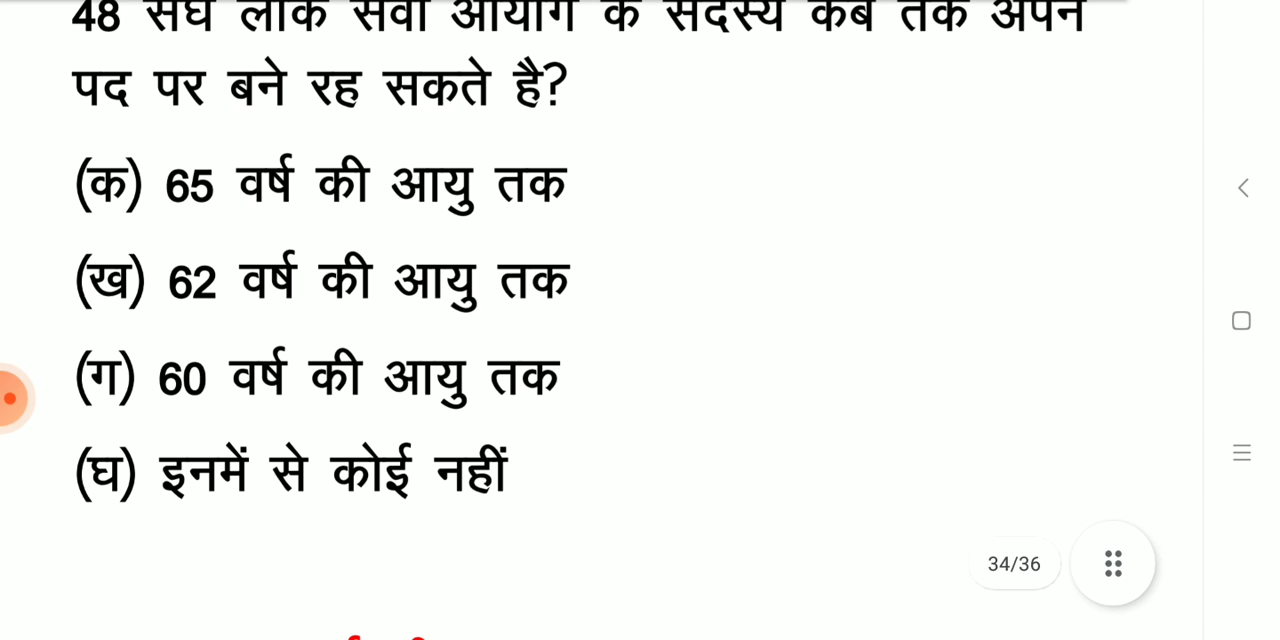 48 संघ लोक सेवा आयोग के सदस्य कब तक अपने
पद पर बने रह सकते है?
(क) 65 वर्ष की आयु तक
(ख) 62 वर्ष की आयु तक
(ग) 60 वर्ष की आयु तक
(घ) इनमें से कोई नहीं
34/36